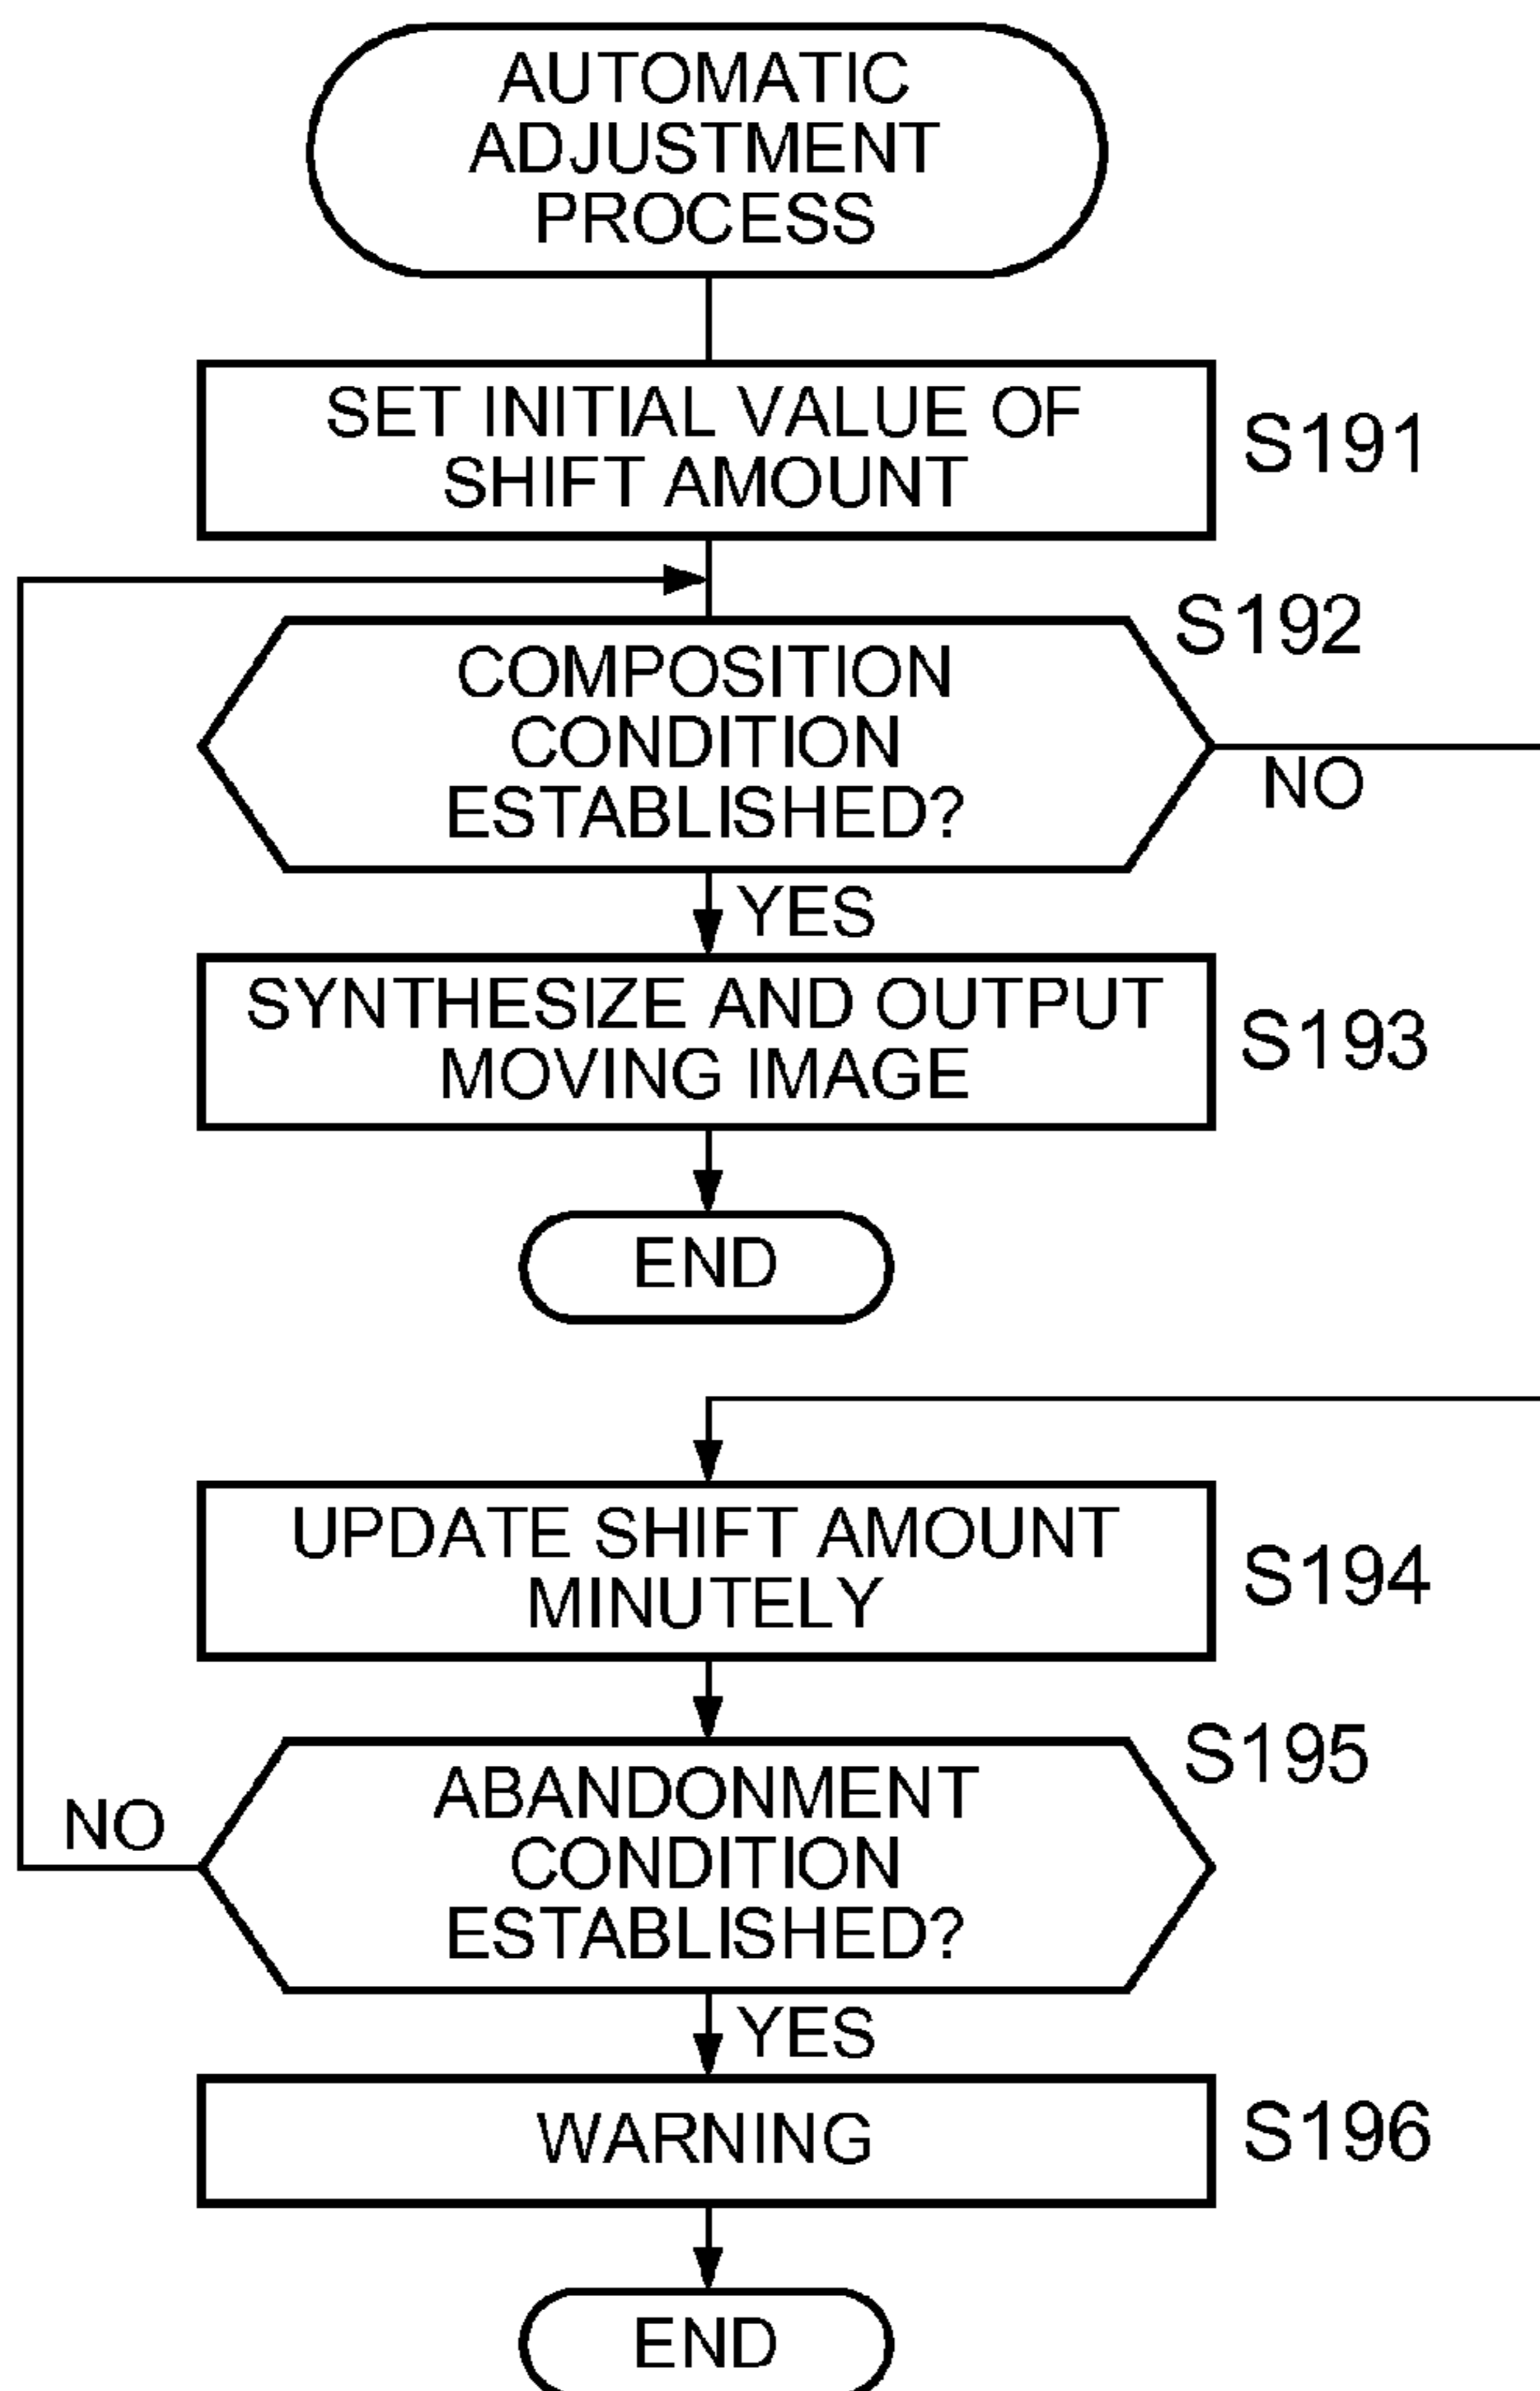 AUTOMATIC
ADJUSTMENT
PROCESS
SET INITIAL VALUE OF
SHIFT AMOUNT
S191
S192
COMPOSITION
CONDITION
ESTABLISHED?
NO
YES
SYNTHESIZE AND OUTPUT
MOVING IMAGE
S193
END
UPDATE SHIFT AMOUNT
MINUTELY
S194
S195
ABANDONMENT
CONDITION
ESTABLISHED?
NO
YES
WARNING
S196
END